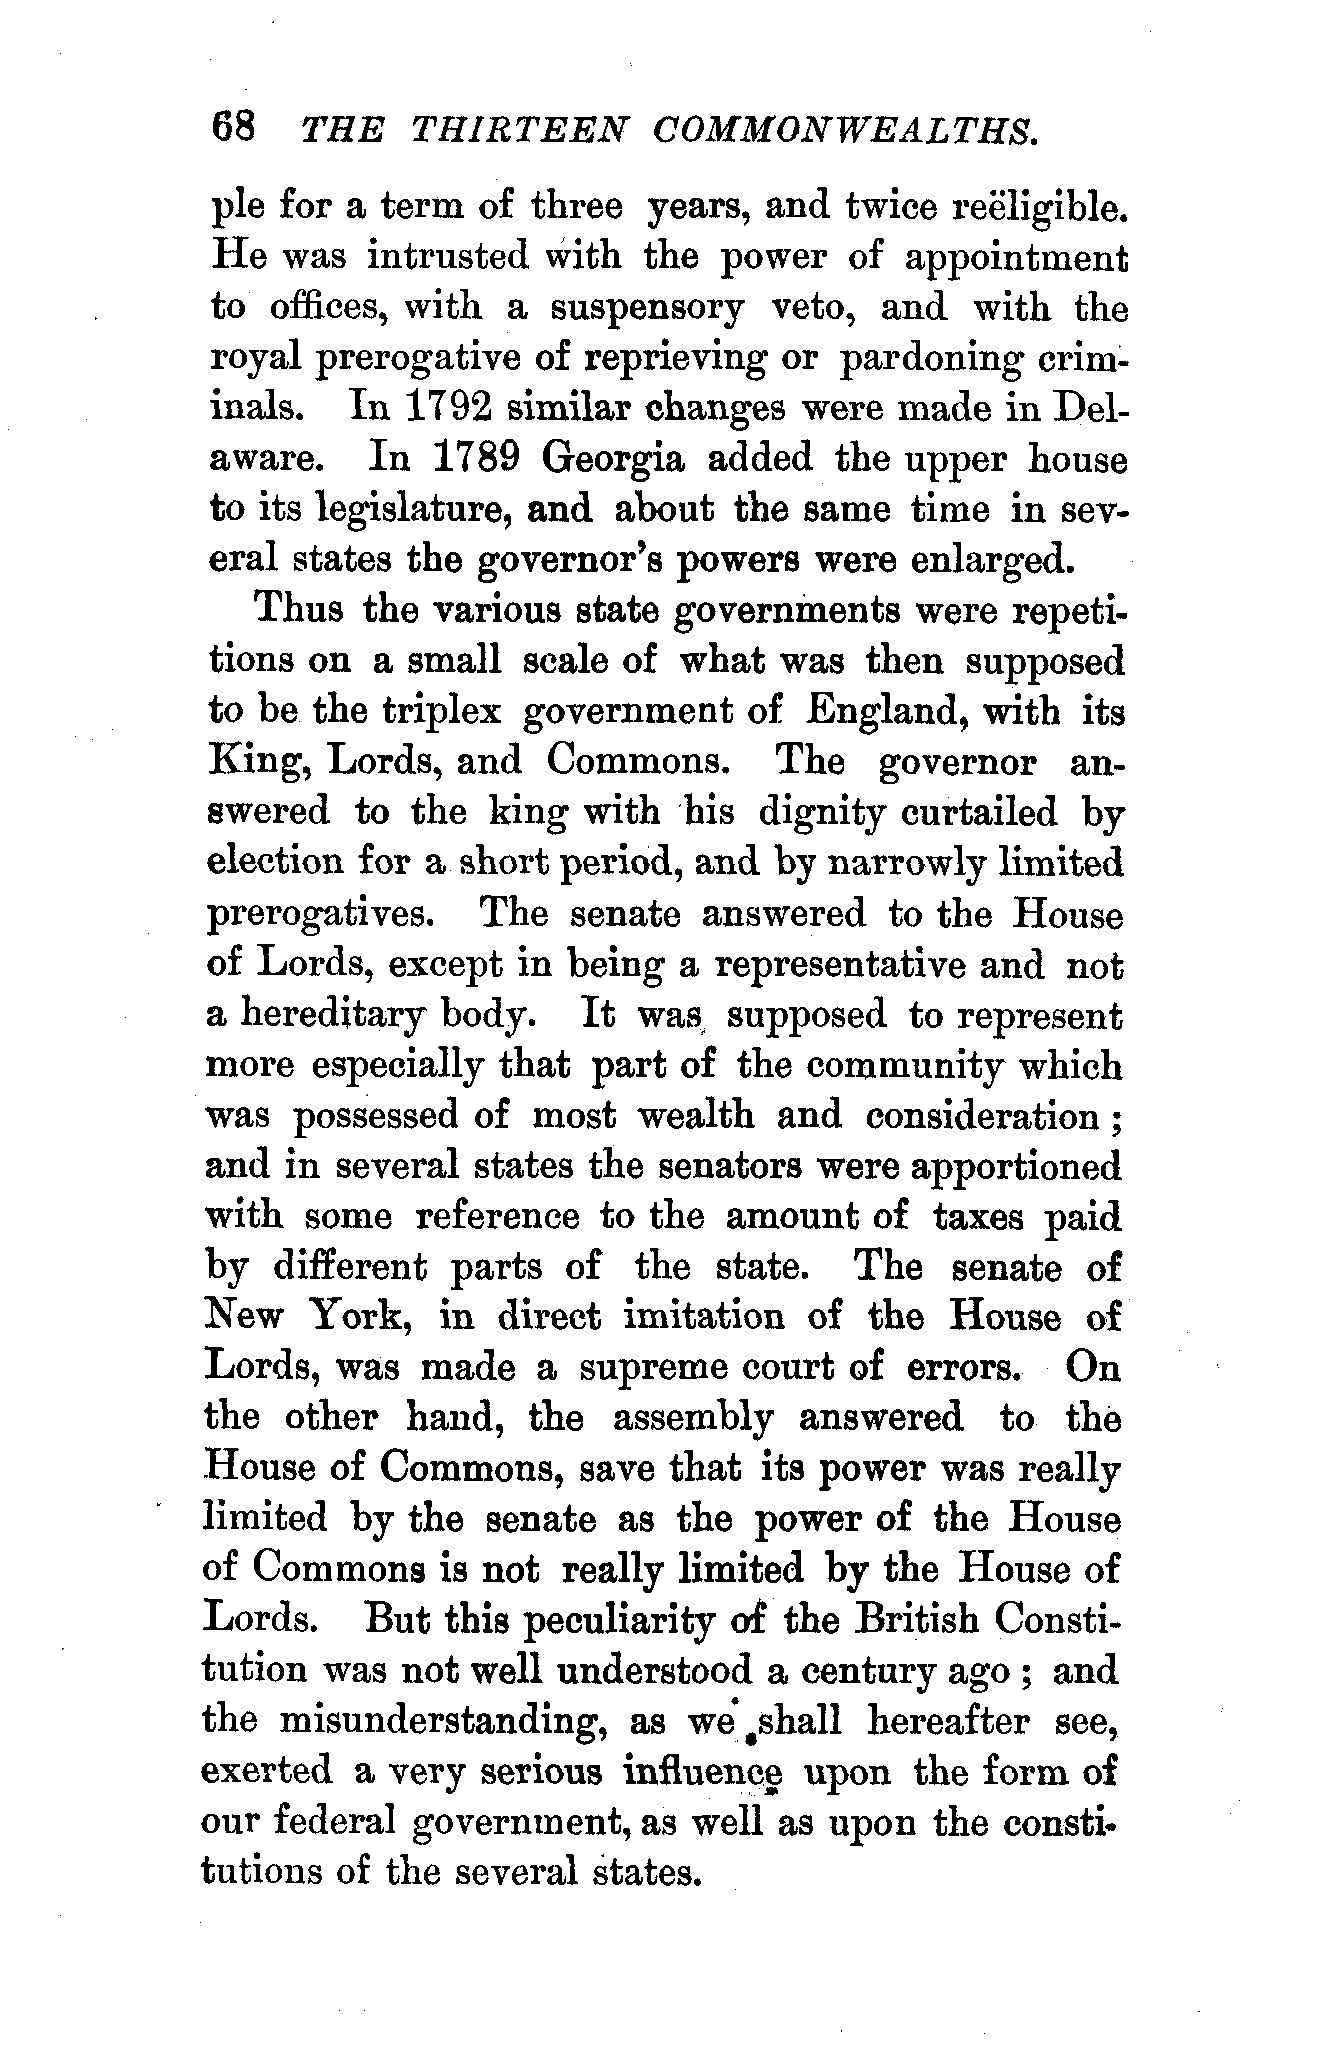 68 THE THIRTEEN COMMONWEALTHS.
ple for a term of three years, and twice reëligible.
He was intrusted with the power of appointment
to offices, with a suspensory veto, and with the
royal prerogative of reprieving or pardoning crim-
inals. In 1792 similar changes were made in Del-
aware. In 1789 Georgia added the upper house
to its legislature, and about the same time in sev-
eral states the governor's powers were enlarged.
Thus the various state governments were repeti-
tions on a small scale of what was then supposed
to be the triplex government of England, with its
King, Lords, and Commons. The governor an-
swered to the king with his dignity curtailed by
election for a short period, and by narrowly limited
prerogatives. The senate answered to the House
of Lords, except in being a representative and not
a hereditary body. It was supposed to represent
more especially that part of the community which
was possessed of most wealth and consideration ;
and in several states the senators were apportioned
with some reference to the amount of taxes paid
by different parts of the state. The senate of
New York, in direct imitation of the House of
Lords, was made a supreme court of errors. On
the other hand, the assembly answered to the
House of Commons, save that its power was really
limited by the senate as the power of the House
of Commons is not really limited by the House of
Lords. But this peculiarity of the British Consti-
tution was not well understood a century ago ; and
the misunderstanding, as we shall hereafter see,
exerted a very serious influence upon the form of
our federal government, as well as upon the consti-
tutions of the several states.